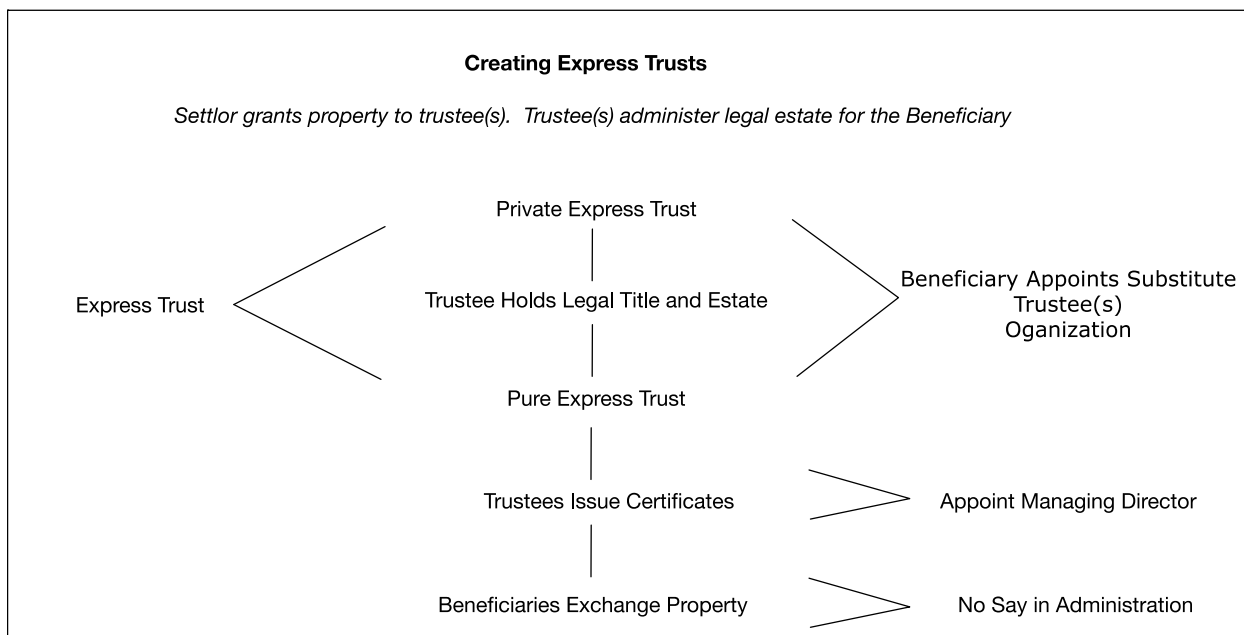 Creating Express Trusts
Settlor grants property to trustee(s).  Trustee(s) administer legal estate for the Beneficiary
Private Express Trust
Express Trust
Trustee Holds Legal Title and Estate
Beneficiary Appoints Substitute
Trustee(s)
Oganization
Pure Express Trust
Trustees Issue Certificates
Appoint Managing Director
Beneficiaries Exchange Property
No Say in Administration